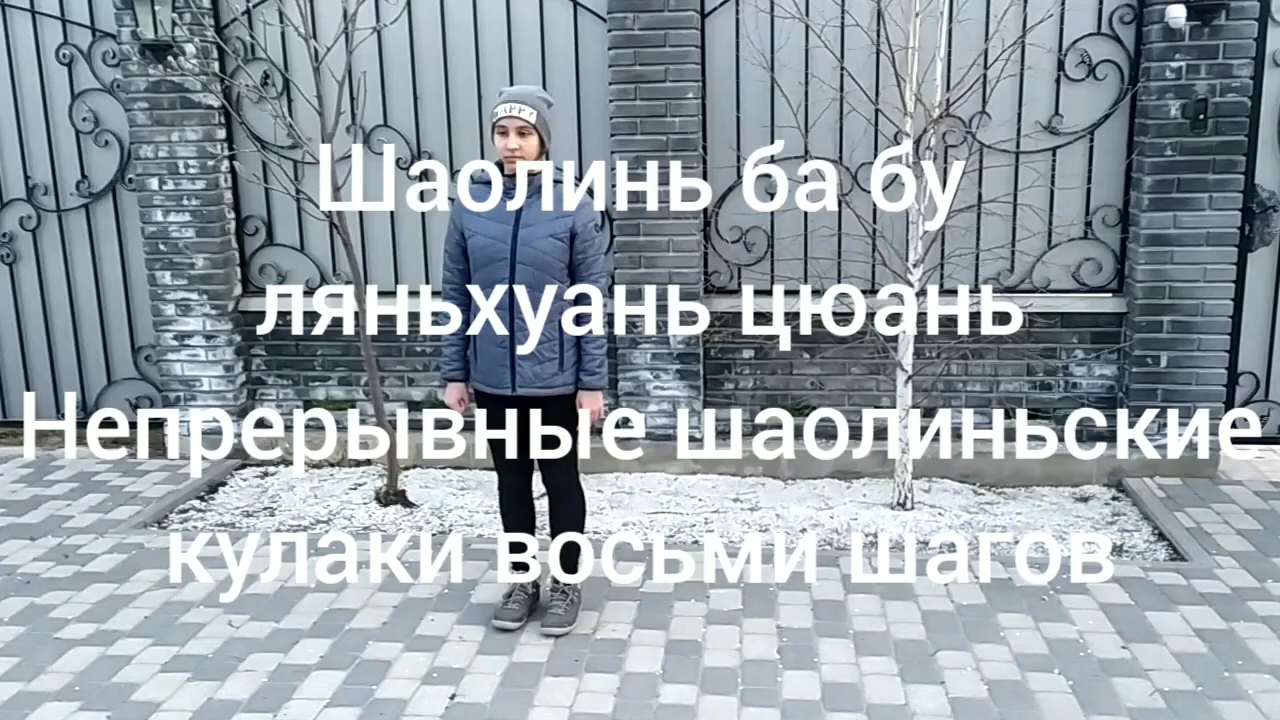 Шаолинь ба бу
ляньхуань цюань
Непрерывные шаолиньские
кулаки восьми шагов